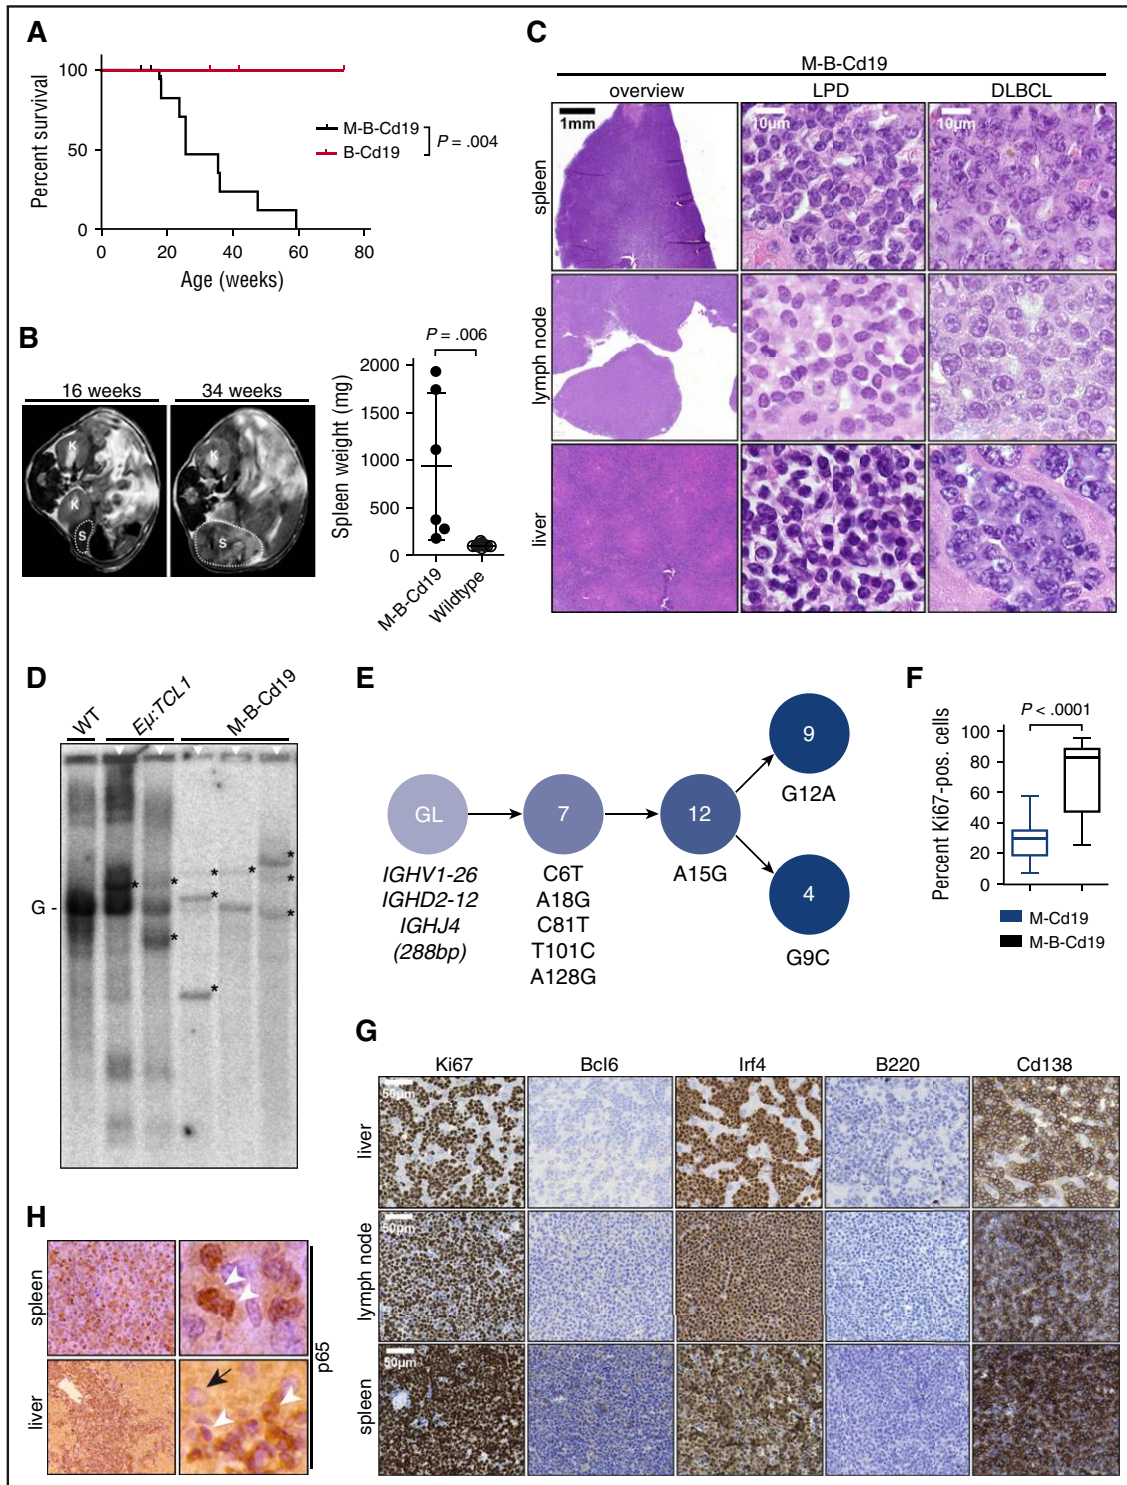 A
Percent survival
100
50
0
0
20
40
60
80
Age (weeks)
M-B-Cd19
B-Cd19
P = .004
B
16 weeks
34 weeks
K
K
S
K
S
P = .006
Spleen weight (mg)
2000
1500
1000
500
0
M-B-Cd19
Wildtype
C
M-B-Cd19
overview
LPD
DLBCL
1mm
10µm
10µm
spleen
lymph node
liver
D
WT
Eµ:TCL1
M-B-Cd19
G -
*
*
*
*
*
*
*
*
*
*
E
GL
7
12
9
4
IGHV1-26
IGHD2-12
IGHJ4
(288bp)
C6T
A18G
C81T
T101C
A128G
A15G
G12A
G9C
F
P < .0001
Percent Ki67-pos. cells
100
80
60
40
20
0
M-Cd19
M-B-Cd19
G
Ki67
Bcl6
Irf4
B220
Cd138
liver
lymph node
spleen
50µm
50µm
50µm
H
spleen
liver
p65